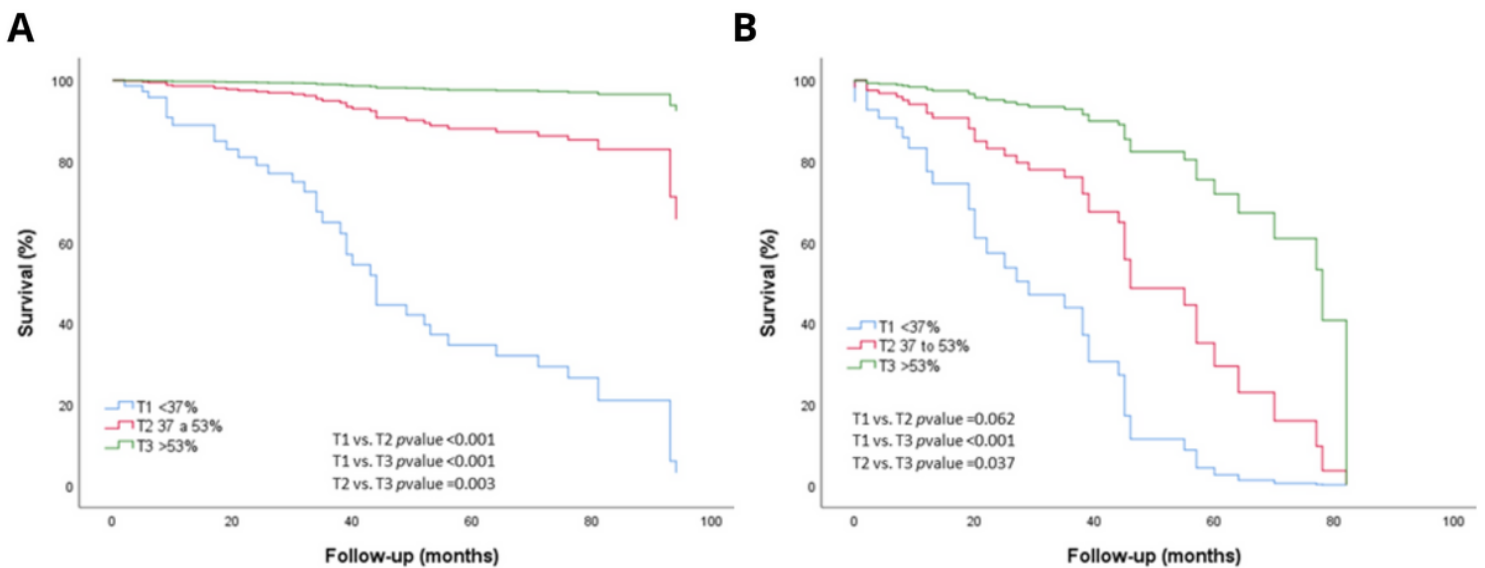 A
B
100
80
60
40
20
0
Survival (%)
T1 <37%
T2 37 a 53%
T3 >53%
T1 vs. T2 pvalue <0.001
T1 vs. T3 pvalue <0.001
T2 vs. T3 pvalue =0.003
0 20 40 60 80 100
Follow-up (months)
100
80
60
40
20
0
Survival (%)
T1 <37%
T2 37 to 53%
T3 >53%
T1 vs. T2 pvalue =0.062
T1 vs. T3 pvalue <0.001
T2 vs. T3 pvalue =0.037
0 20 40 60 80 100
Follow-up (months)